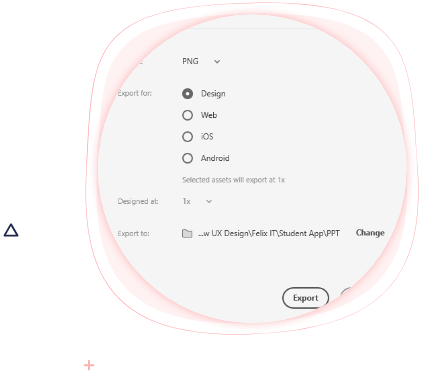 PNG
Export for: Design
Web
iOS
Android
Selected assets will export at 1x
Designed at: 1x
Export to: ...w UX Design\Felix IT\Student App\PPT Change
Export